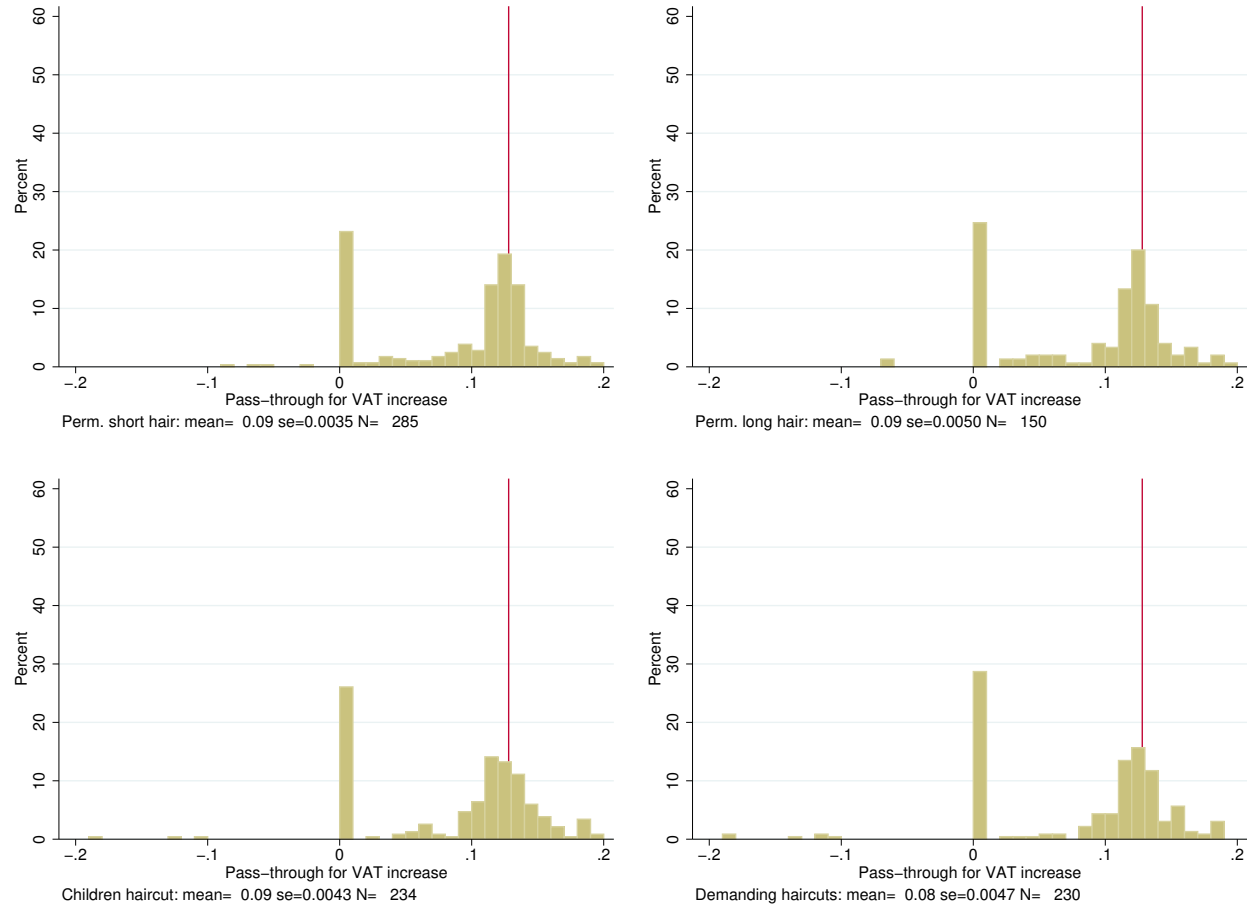 60
50
40
30
20
10
0
Percent
-.2 -.1 0 .1 .2
Pass-through for VAT increase
Perm. short hair: mean= 0.09 se=0.0035 N= 285
60
50
40
30
20
10
0
Percent
-.2 -.1 0 .1 .2
Pass-through for VAT increase
Perm. long hair: mean= 0.09 se=0.0050 N= 150
60
50
40
30
20
10
0
Percent
-.2 -.1 0 .1 .2
Pass-through for VAT increase
Children haircut: mean= 0.09 se=0.0043 N= 234
60
50
40
30
20
10
0
Percent
-.2 -.1 0 .1 .2
Pass-through for VAT increase
Demanding haircuts: mean= 0.08 se=0.0047 N= 230